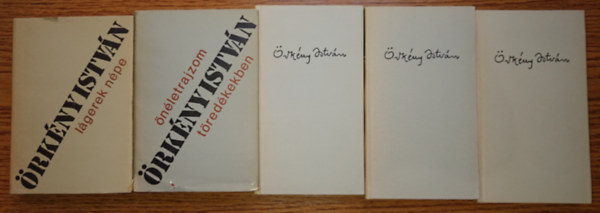 ÖRKÉNY ISTVÁN
lágerek népe
önéletrajzom
ÖRKÉNY ISTVÁN
töredékekben
Örkény István
Örkény István
Örkény István